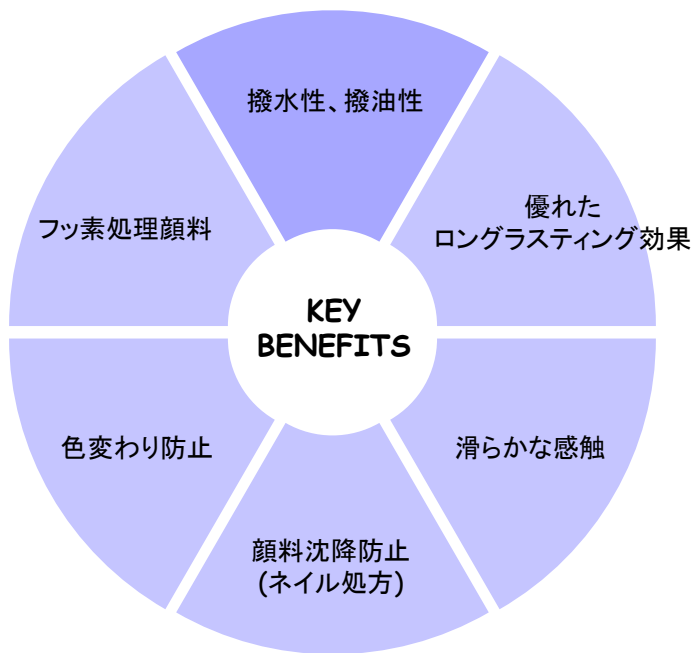 撥水性、撥油性
優れた
ロングラスティング効果
滑らかな感触
顔料沈降防止
(ネイル処方)
色変わり防止
フッ素処理顔料
KEY
BENEFITS